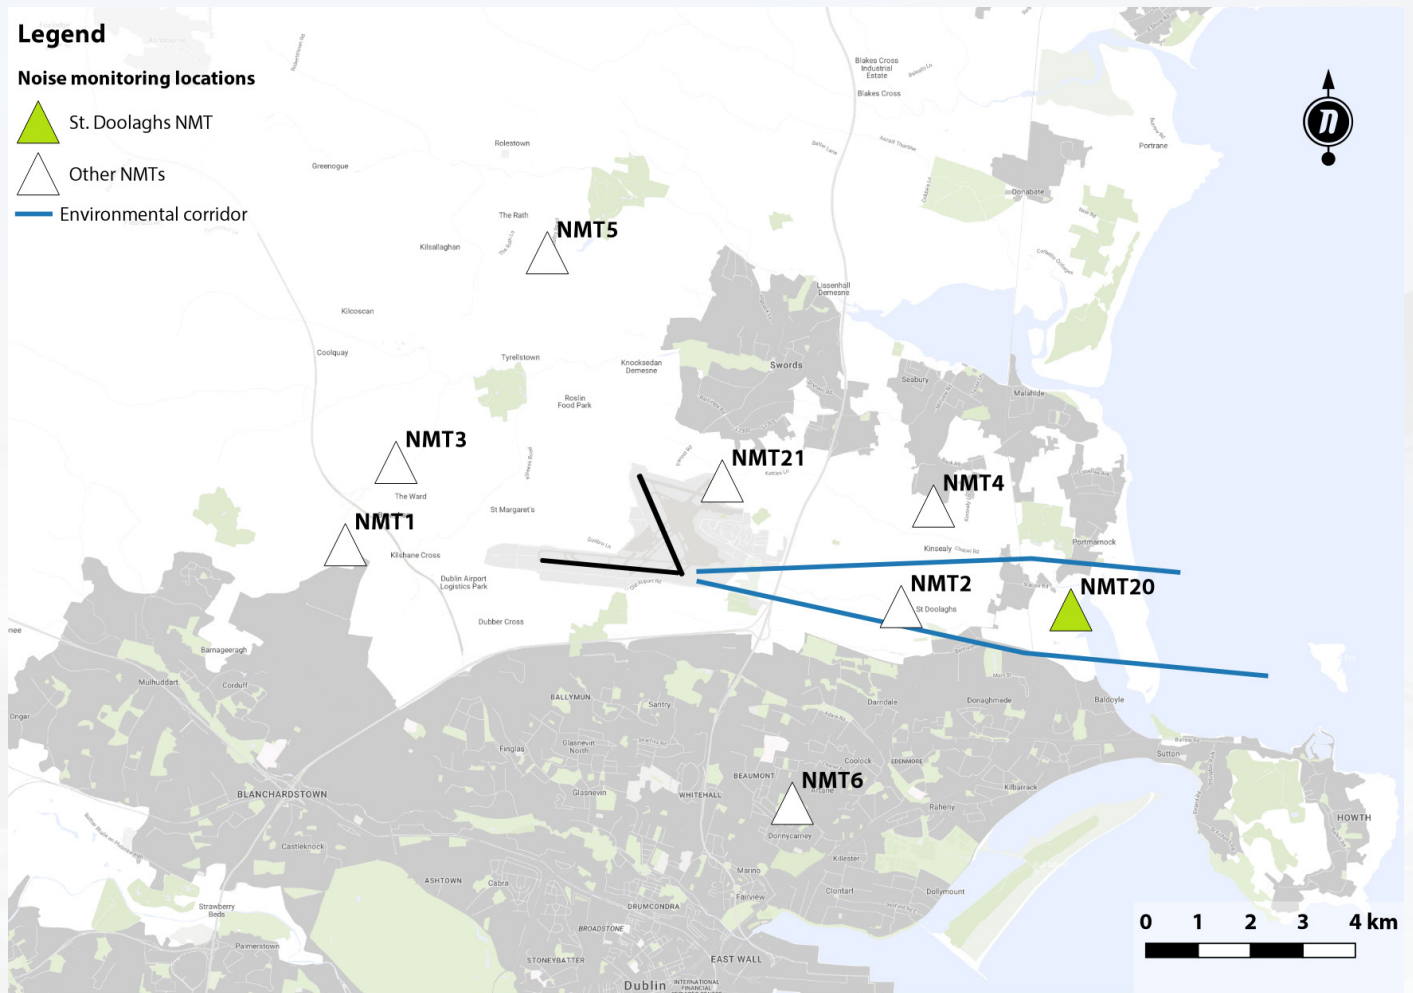 Legend
Noise monitoring locations
St. Doolaghs NMT
Other NMTs
Environmental corridor
n
Blakes Cross
Industrial
Estate
Blakes Cross
Rolestown
Greenogue
Portrane
Donabate
The Rath
NMT5
Kilsallaghan
Lissenhall
Demesne
Kilcoscan
Coolquay
Tyrellstown
Knocksedan
Demesne
Swords
Seabury
Malahide
Roslin
Food Park
NMT3
NMT21
NMT4
The Ward
St Margaret's
NMT1
Kilshane Cross
Kinsealy
Portmarnock
Dublin Airport
Logistics Park
NMT2
NMT20
St Doolaghs
Dubber Cross
Barnageeragh
Mulhuddart
Corduff
Ongar
BALLYMUN
Santry
Darndale
Donaghmede
Baldoyle
Sutton
Finglas
Glasnevin
North
Coolock
EDENMORE
BEAUMONT
NMT6
Artane
Kilbarrack
BLANCHARDSTOWN
Glasnevin
WHITEHALL
Raheny
HOWTH
Donnycarney
Castleknock
Killester
Marino
ASHTOWN
Cabra
Clontarf
Dollymount
Fairview
Strawberry
Beds
DRUMCONDRA
BROADSTONE
Palmerstown
STONEYBATTER
EAST WALL
Dublin
INTERNATIONAL
FINANCIAL
0 1 2 3 4 km